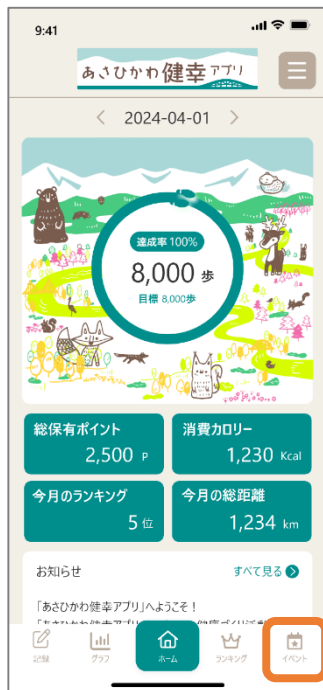 9:41
あさひかわ健幸アプリ
2024-04-01
達成率 100%
8,000 歩
目標 8,000歩
総保有ポイント
2,500 P
消費カロリー
1,230 Kcal
今月のランキング
5 位
今月の総距離
1,234 km
お知らせ
すべて見る
「あさひかわ健幸アプリ」へようこそ！
記録
グラフ
ホーム
ランキング
イベント